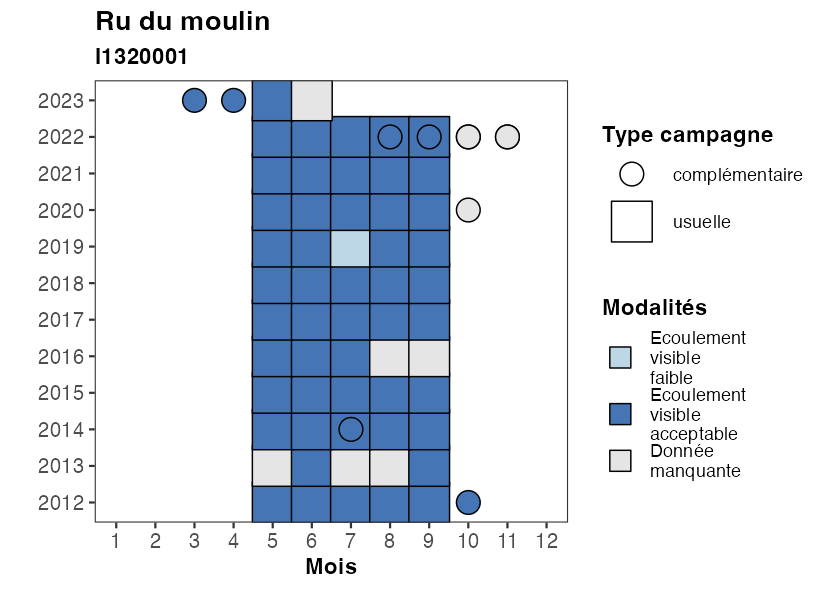 Ru du moulin
I1320001
2023
2022
2021
2020
2019
2018
2017
2016
2015
2014
2013
2012
1 2 3 4 5 6 7 8 9 10 11 12
Mois
Type campagne
complémentaire
usuelle
Modalités
Ecoulement
visible
faible
Ecoulement
visible
acceptable
Donnée
manquante